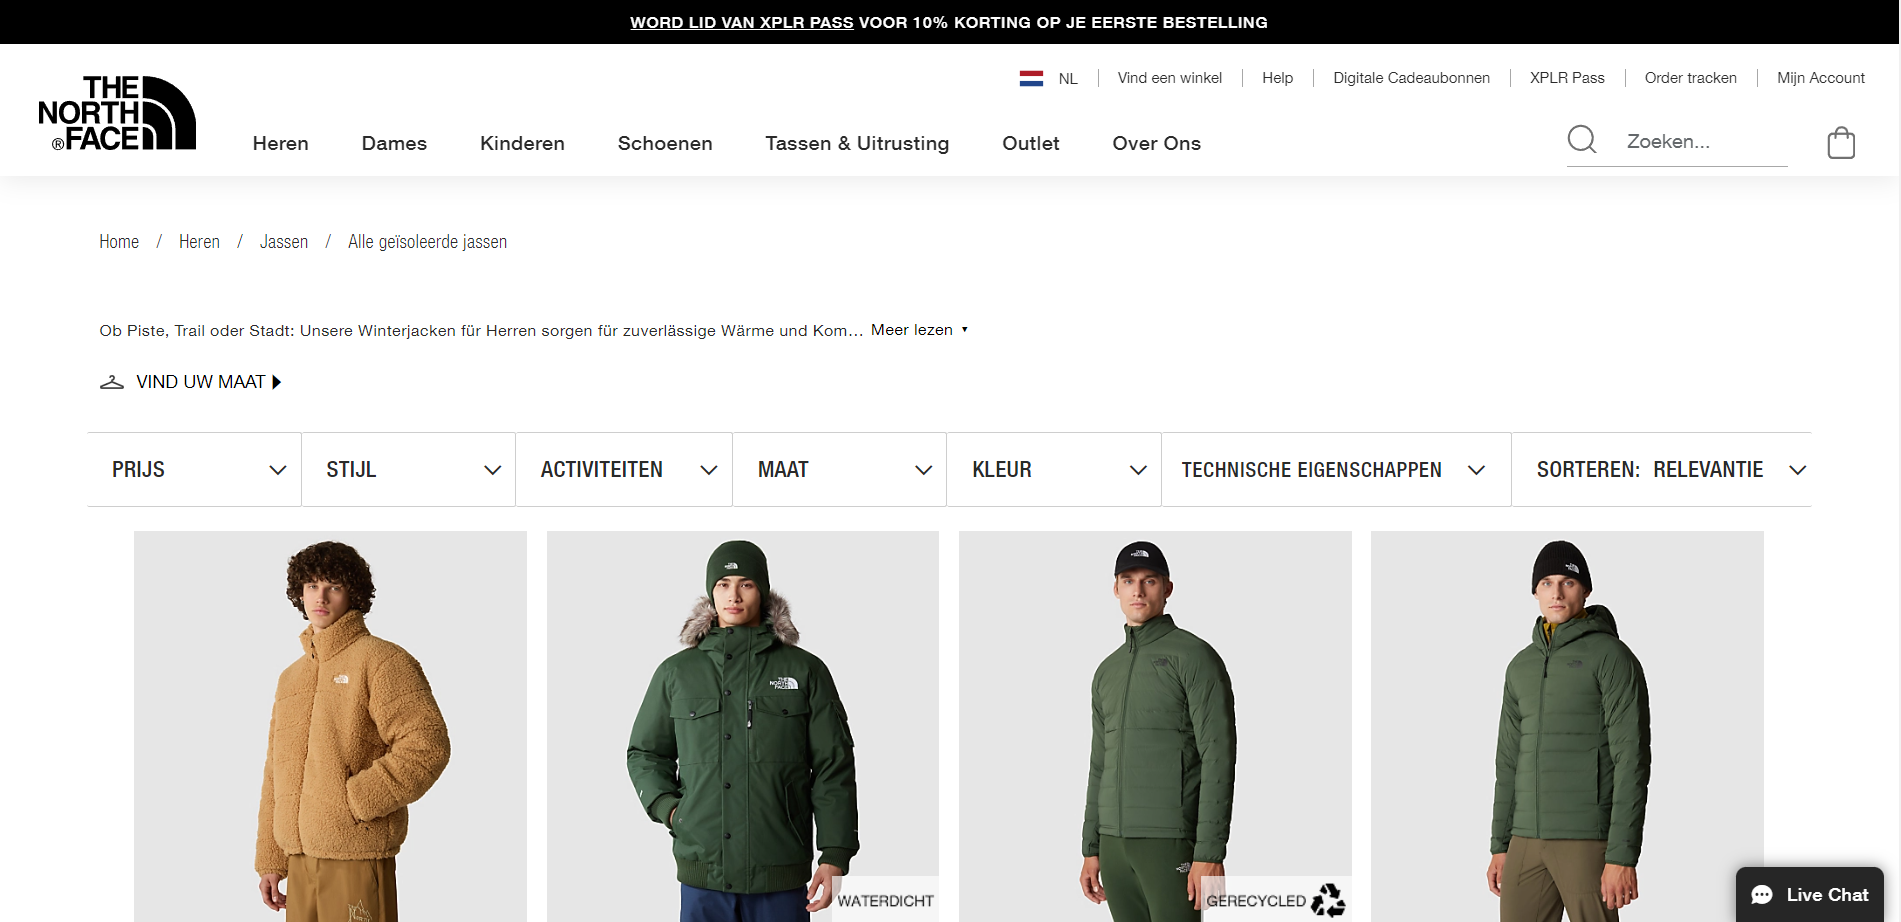 WORD LID VAN XPLR PASS VOOR 10% KORTING OP JE EERSTE BESTELLING
NL
Vind een winkel
Help
Digitale Cadeaubonnen
XPLR Pass
Order tracken
Mijn Account
THE
NORTH
®FACE
Heren
Dames
Kinderen
Schoenen
Tassen & Uitrusting
Outlet
Over Ons
Zoeken...
Home / Heren / Jassen / Alle geïsoleerde jassen
Ob Piste, Trail oder Stadt: Unsere Winterjacken für Herren sorgen für zuverlässige Wärme und Kom... Meer lezen ▾
VIND UW MAAT
PRIJS
STIJL
ACTIVITEITEN
MAAT
KLEUR
TECHNISCHE EIGENSCHAPPEN
SORTEREN: RELEVANTIE
THE
NORTH
FACE
WATERDICHT
GERECYCLED
Live Chat